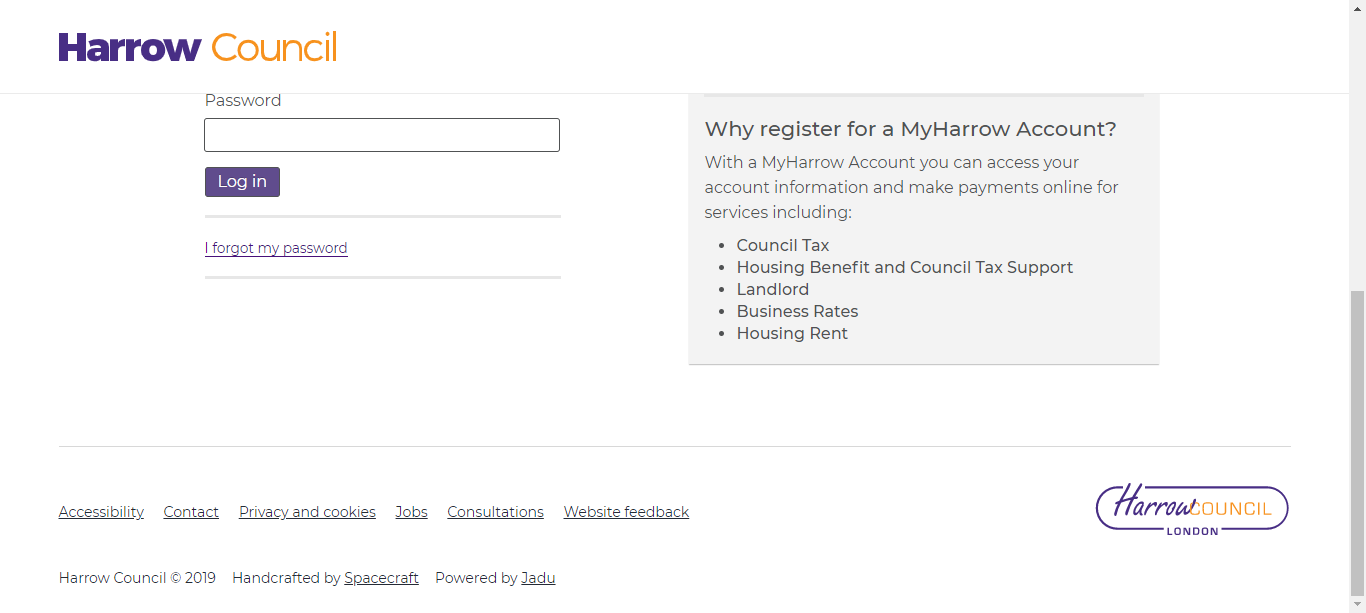 Harrow Council
Password
Log in
I forgot my password
Why register for a MyHarrow Account?
With a MyHarrow Account you can access your
account information and make payments online for
services including:
Council Tax
Housing Benefit and Council Tax Support
Landlord
Business Rates
Housing Rent
Accessibility Contact Privacy and cookies Jobs Consultations Website feedback
HarrowCOUNCIL
LONDON
Harrow Council © 2019 Handcrafted by Spacecraft Powered by Jadu